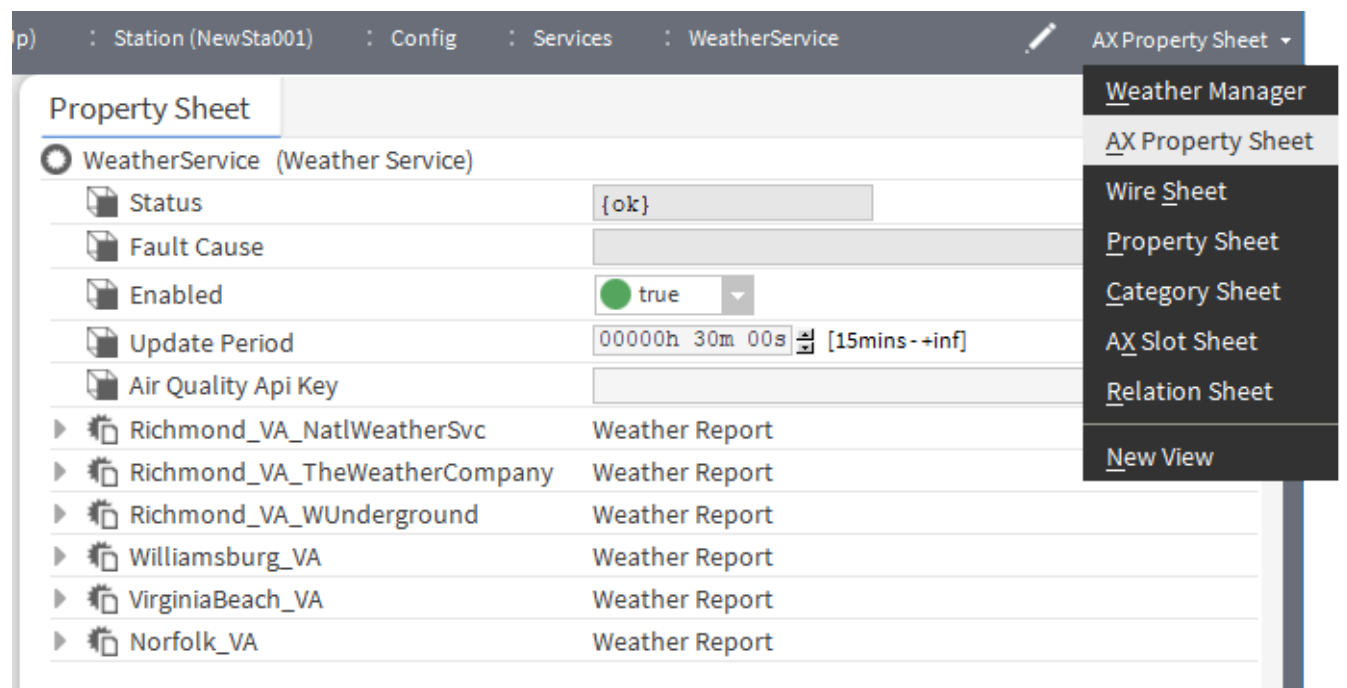 p) : Station (NewSta001) : Config : Services : WeatherService AX Property Sheet
Property Sheet
WeatherService (Weather Service)
Status {ok}
Fault Cause
Enabled true
Update Period 00000h 30m 00s [15mins-+inf]
Air Quality Api Key
Richmond_VA_NatlWeatherSvc Weather Report
Richmond_VA_TheWeatherCompany Weather Report
Richmond_VA_WUnderground Weather Report
Williamsburg_VA Weather Report
VirginiaBeach_VA Weather Report
Norfolk_VA Weather Report
Weather Manager
AX Property Sheet
Wire Sheet
Property Sheet
Category Sheet
AX Slot Sheet
Relation Sheet
New View